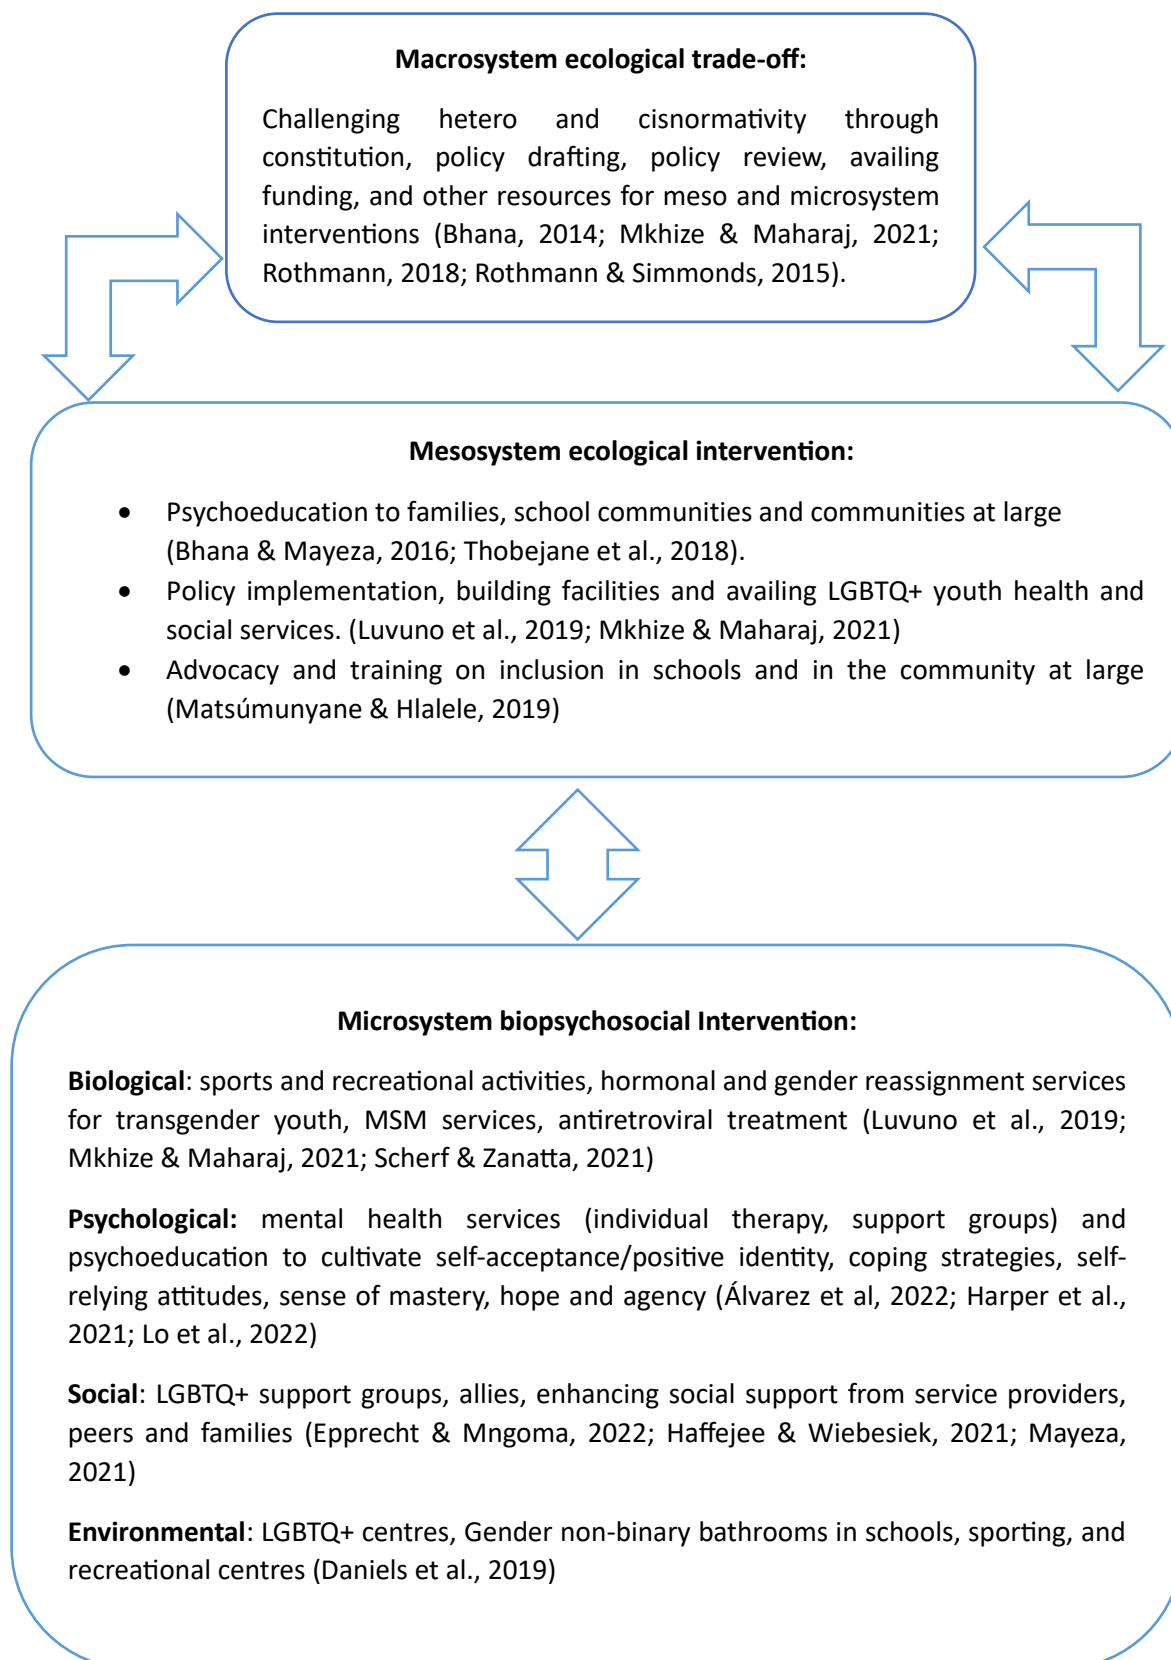 Macrosystem ecological trade-off:
Challenging hetero and cisnormativity through
constitution, policy drafting, policy review, availing
funding, and other resources for meso and microsystem
interventions (Bhana, 2014; Mkhize & Maharaj, 2021;
Rothmann, 2018; Rothmann & Simmonds, 2015).
Mesosystem ecological intervention:
• Psychoeducation to families, school communities and communities at large
(Bhana & Mayeza, 2016; Thobejane et al., 2018).
• Policy implementation, building facilities and availing LGBTQ+ youth health and
social services. (Luvuno et al., 2019; Mkhize & Maharaj, 2021)
• Advocacy and training on inclusion in schools and in the community at large
(Matsúmunyane & Hlalele, 2019)
Microsystem biopsychosocial Intervention:
Biological: sports and recreational activities, hormonal and gender reassignment services
for transgender youth, MSM services, antiretroviral treatment (Luvuno et al., 2019;
Mkhize & Maharaj, 2021; Scherf & Zanatta, 2021)
Psychological: mental health services (individual therapy, support groups) and
psychoeducation to cultivate self-acceptance/positive identity, coping strategies, self-
relying attitudes, sense of mastery, hope and agency (Álvarez et al, 2022; Harper et al.,
2021; Lo et al., 2022)
Social: LGBTQ+ support groups, allies, enhancing social support from service providers,
peers and families (Epprecht & Mngoma, 2022; Haffejee & Wiebesiek, 2021; Mayeza,
2021)
Environmental: LGBTQ+ centres, Gender non-binary bathrooms in schools, sporting, and
recreational centres (Daniels et al., 2019)